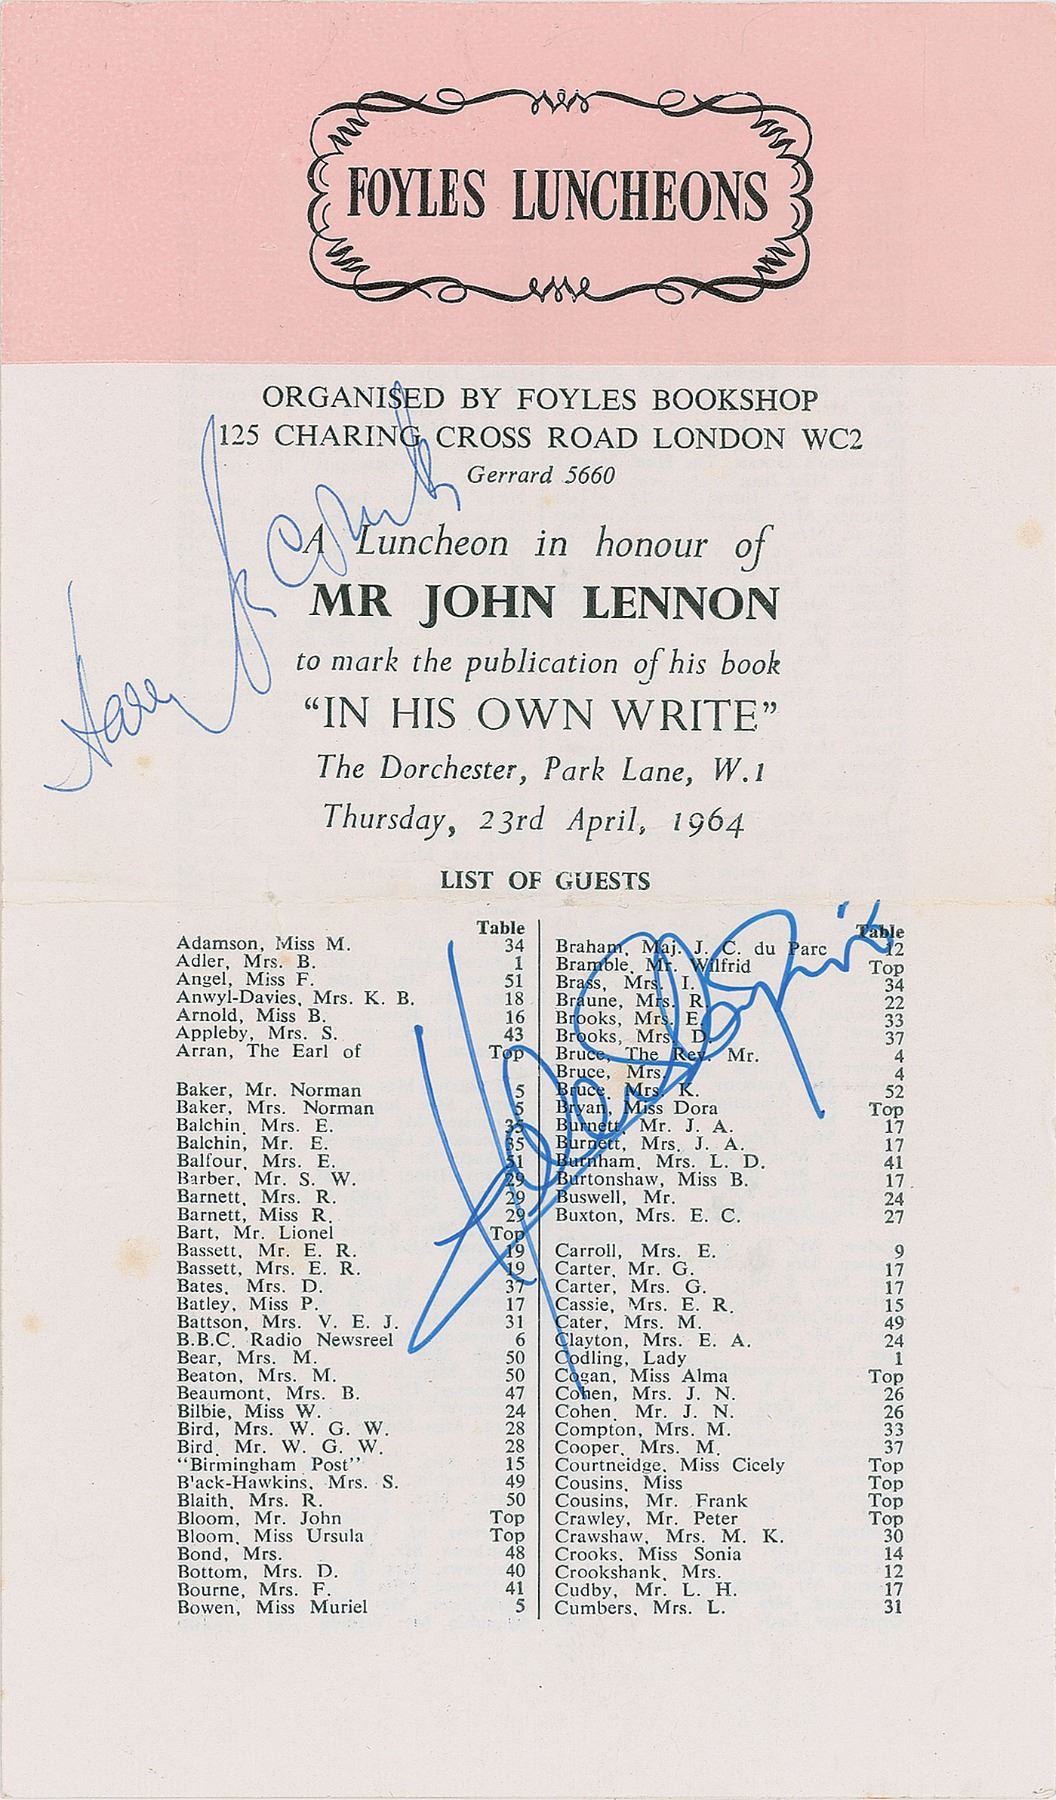 FOYLES LUNCHEONS
ORGANISED BY FOYLES BOOKSHOP
125 CHARING CROSS ROAD LONDON WC2
Gerrard 5660
A Luncheon in honour of
MR JOHN LENNON
to mark the publication of his book
“IN HIS OWN WRITE”
The Dorchester, Park Lane, W.1
Thursday, 23rd April, 1964
LIST OF GUESTS
Table
Adamson, Miss M. 34
Adler, Mrs. B. 1
Angel, Miss F. 51
Anwyl-Davies, Mrs. K. B. 18
Arnold, Miss B. 16
Appleby, Mrs. S. 43
Arran, The Earl of Top
Baker, Mr. Norman 5
Baker, Mrs. Norman 5
Balchin, Mrs. E. 35
Balchin, Mr. E. 35
Balfour, Mrs. E. 51
Barber, Mr. S. W. 29
Barnett, Mrs. R. 29
Barnett, Miss R. 29
Bart, Mr. Lionel Top
Bassett, Mr. E. R. 19
Bassett, Mrs. E. R. 19
Bates, Mrs. D. 37
Batley, Miss P. 17
Battson, Mrs. V. E. J. 31
B.B.C. Radio Newsreel 6
Bear, Mrs. M. 50
Beaton, Mrs. M. 50
Beaumont, Mrs. B. 47
Bilbie, Miss W. 24
Bird, Mrs. W. G. W. 28
Bird, Mr. W. G. W. 28
“Birmingham Post” 15
B'ack-Hawkins, Mrs. S. 49
Blaith, Mrs. R. 50
Bloom, Mr. John Top
Bloom, Miss Ursula Top
Bond, Mrs. 48
Bottom, Mrs. D. 40
Bourne, Mrs. F. 41
Bowen, Miss Muriel 5
Table
Braham, Maj. J. C. du Parc 12
Bramble, Mr. Wilfrid Top
Brass, Mrs. I. 34
Braune, Mrs. R. 22
Brooks, Mrs. E. 33
Brooks, Mrs. D. 37
Bruce, The Rev. Mr. 4
Bruce, Mrs. 4
Bruce, Mrs. K. 52
Bryan, Miss Dora Top
Burnett, Mr. J. A. 17
Burnett, Mrs. J. A. 17
Burnham, Mrs. L. D. 41
Burtonshaw, Miss B. 17
Buswell, Mr. 24
Buxton, Mrs. E. C. 27
Carroll, Mrs. E. 9
Carter, Mr. G. 17
Carter, Mrs. G. 17
Cassie, Mrs. E. R. 15
Cater, Mrs. M. 49
Clayton, Mrs. E. A. 24
Codling, Lady 1
Cogan, Miss Alma Top
Cohen, Mrs. J. N. 26
Cohen, Mr. J. N. 26
Compton, Mrs. M. 33
Cooper, Mrs. M. 37
Courtneidge, Miss Cicely Top
Cousins, Miss Top
Cousins, Mr. Frank Top
Crawley, Mr. Peter Top
Crawshaw, Mrs. M. K. 30
Crooks, Miss Sonia 14
Crookshank, Mrs. 12
Cudby, Mr. L. H. 17
Cumbers, Mrs. L. 31